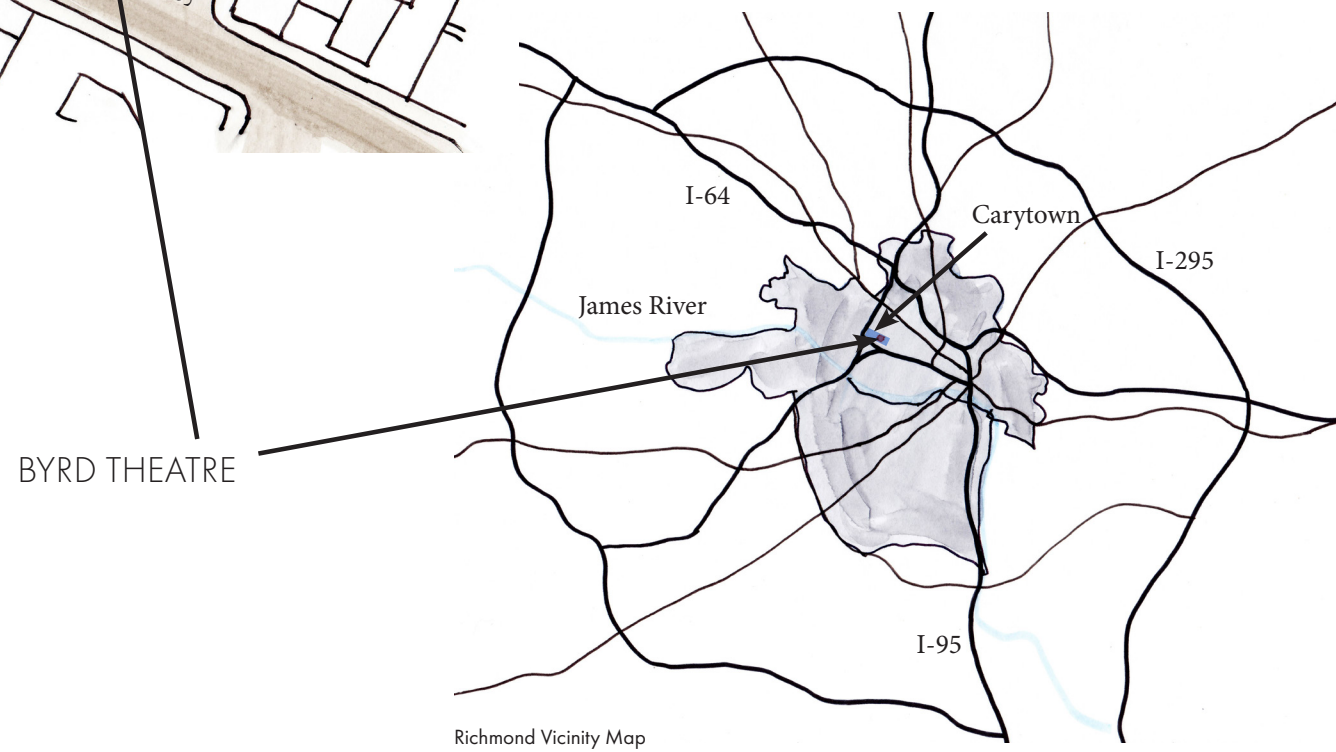 I-64
Carytown
I-295
James River
BYRD THEATRE
I-95
Richmond Vicinity Map